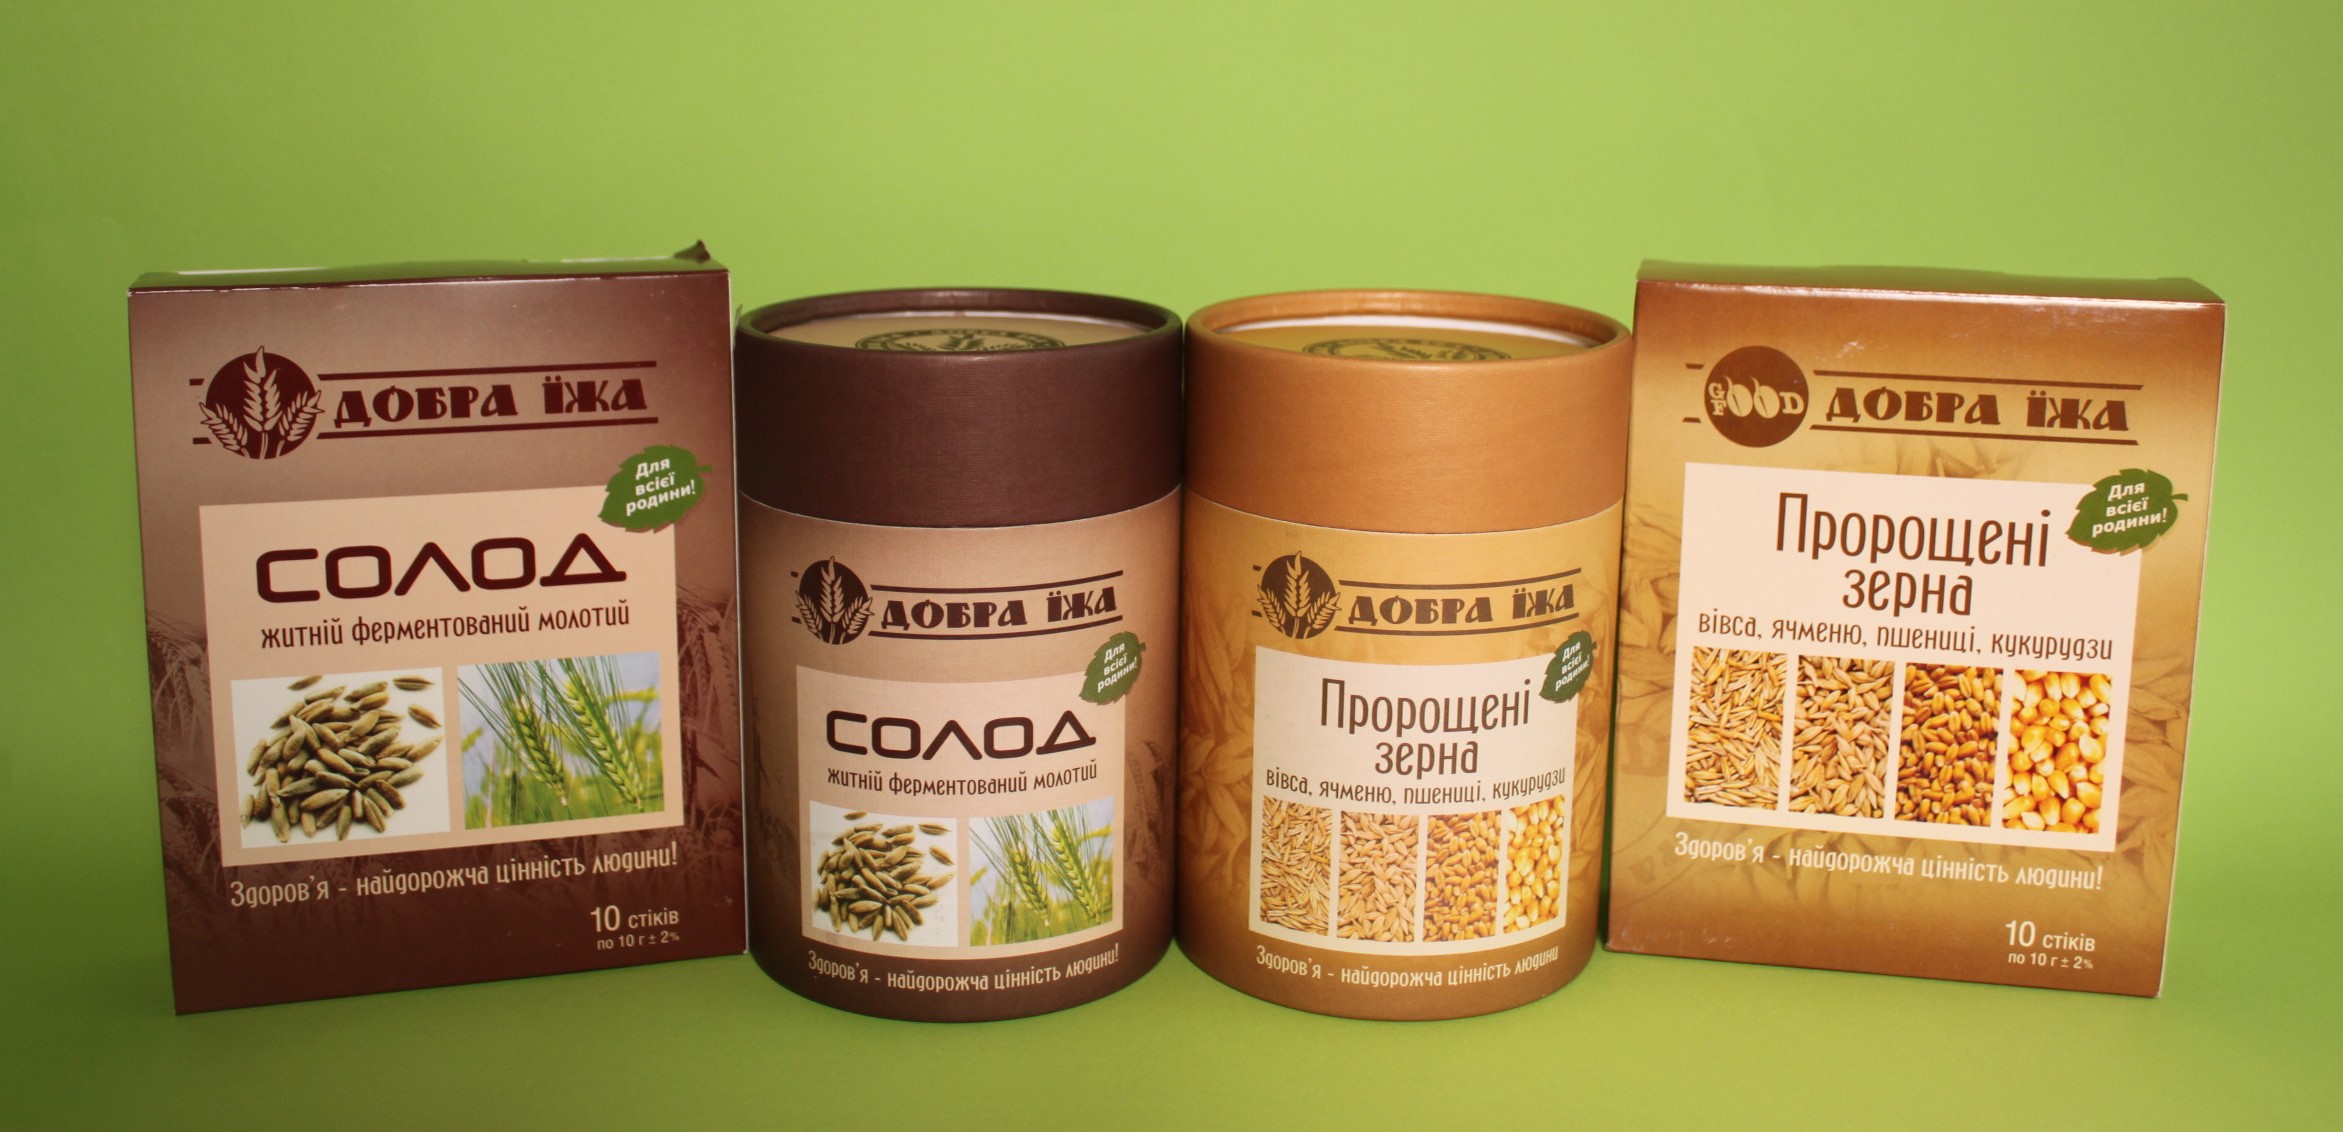 ДОБРА ЇЖА
Для
всієї
родини!
СОЛОД
житній ферментований молотий
Здоров'я - найдорожча цінність людини!
10 стіків
по 10 г ± 2%
ДОБРА ЇЖА
Для
всієї
родини!
СОЛОД
житній ферментований молотий
Здоров'я - найдорожча цінність людини!
ДОБРА ЇЖА
Для
всієї
родини!
Пророщені
зерна
вівса, ячменю, пшениці, кукурудзи
Здоров'я - найдорожча цінність людини
GOOD
FOOD
ДОБРА ЇЖА
Для
всієї
родини!
Пророщені
зерна
вівса, ячменю, пшениці, кукурудзи
Здоров'я - найдорожча цінність людини!
10 стіків
по 10 г ± 2%